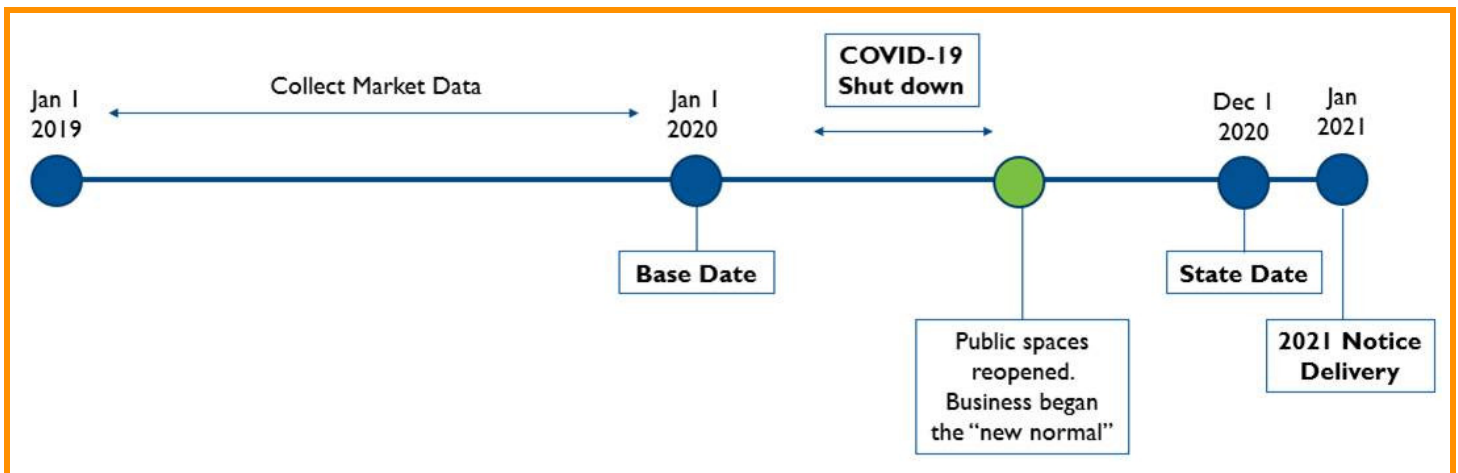 Jan 1
2019
Collect Market Data
Jan 1
2020
COVID-19
Shut down
Dec 1
2020
Jan
2021
Base Date
State Date
Public spaces
reopened.
Business began
the “new normal”
2021 Notice
Delivery